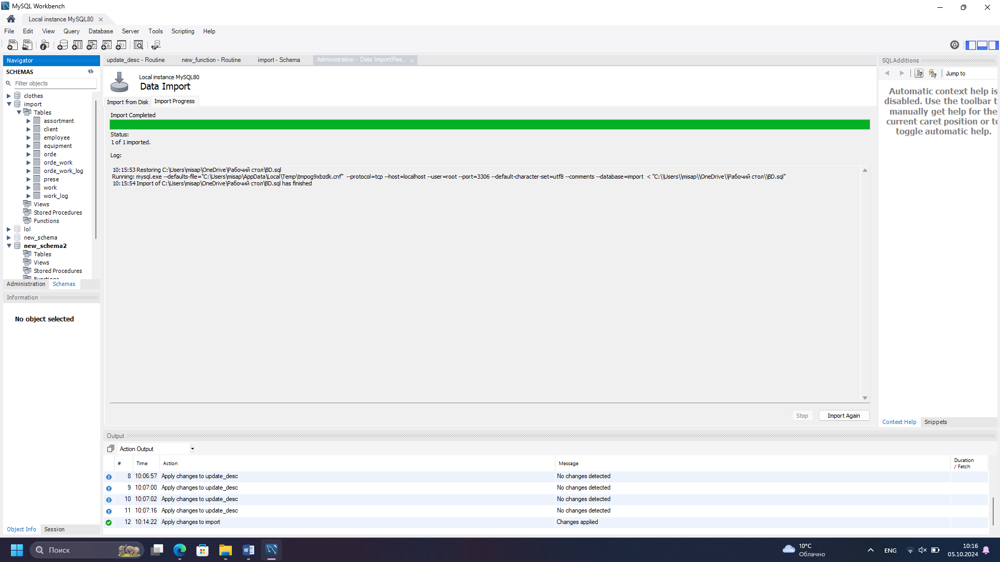 MySQL Workbench
Local instance MySQL80
File Edit View Query Database Server Tools Scripting Help
Navigator
SCHEMAS
Filter objects
clothes
import
Tables
assortment
client
employee
equipment
orde
orde_work
orde_work_log
prese
work
work_log
Views
Stored Procedures
Functions
lol
new_schema
new_schema2
Tables
Views
Stored Procedures
Functions
Administration Schemas
Information
No object selected
Object Info Session
update_desc - Routine new_function - Routine import - Schema Administration - Data Import/Res...
Local instance MySQL80
Data Import
Import from Disk Import Progress
Import Completed
Status:
1 of 1 imported.
Log:
10:15:53 Restoring C:\Users\misap\OneDrive\Рабочий стол\BD.sql
Running: mysql.exe --defaults-file="C:\Users\misap\AppData\Local\Temp\tmpog9xbzdk.cnf" --protocol=tcp --host=localhost --user=root --port=3306 --default-character-set=utf8 --comments --database=import < "C:\\Users\\misap\\OneDrive\\Рабочий стол\\BD.sql"
10:15:54 Import of C:\Users\misap\OneDrive\Рабочий стол\BD.sql has finished
Stop Import Again
SQLAdditions
Jump to
Automatic context help is
disabled. Use the toolbar t
manually get help for the
current caret position or to
toggle automatic help.
Context Help Snippets
Output
Action Output
# Time Action Message Duration / Fetch
8 10:06:57 Apply changes to update_desc No changes detected
9 10:07:00 Apply changes to update_desc No changes detected
10 10:07:02 Apply changes to update_desc No changes detected
11 10:07:16 Apply changes to update_desc No changes detected
12 10:14:22 Apply changes to import Changes applied
Поиск
10°C
Облачно
ENG
10:16
05.10.2024